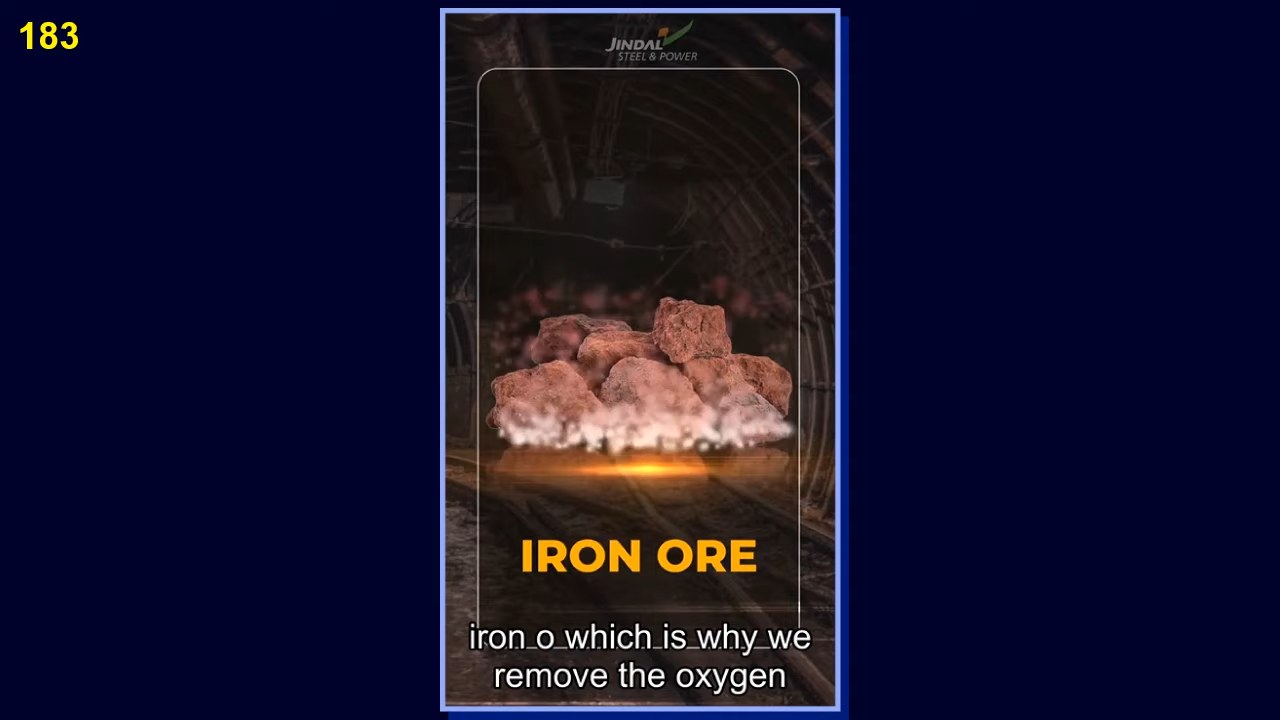 183
JINDAL
STEEL & POWER
IRON ORE
iron o which is why we
remove the oxygen